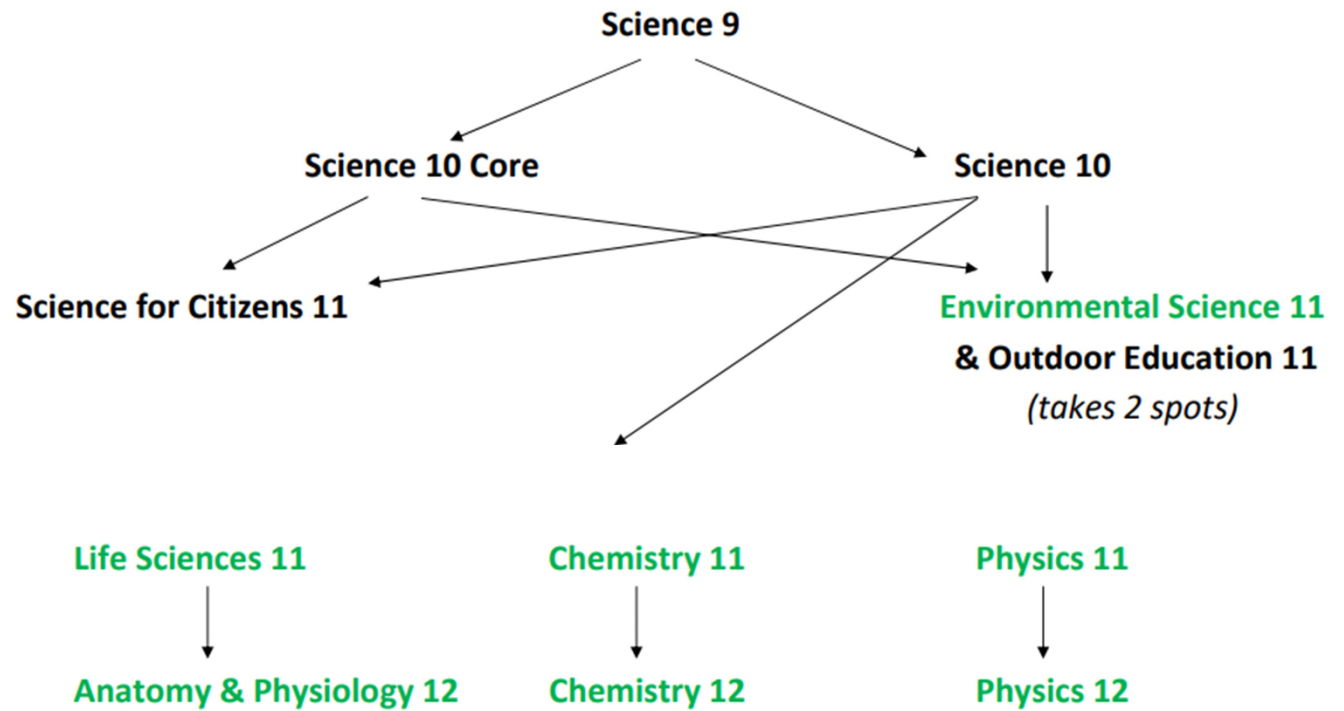 Science 9
Science 10 Core
Science 10
Science for Citizens 11
Environmental Science 11
& Outdoor Education 11
(takes 2 spots)
Life Sciences 11
Chemistry 11
Physics 11
Anatomy & Physiology 12
Chemistry 12
Physics 12